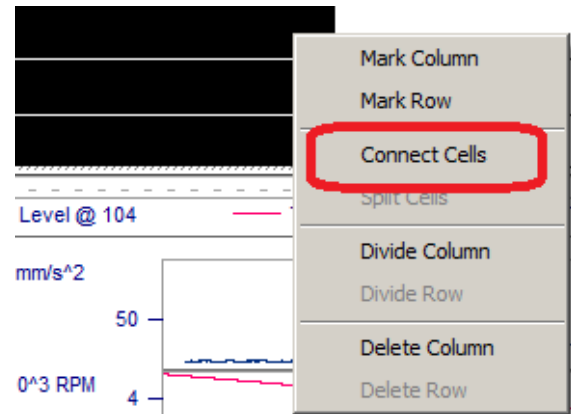 Mark Column
Mark Row
Connect Cells
Split Cells
Divide Column
Divide Row
Delete Column
Delete Row
Level @ 104
mm/s^2
50
0^3 RPM
4